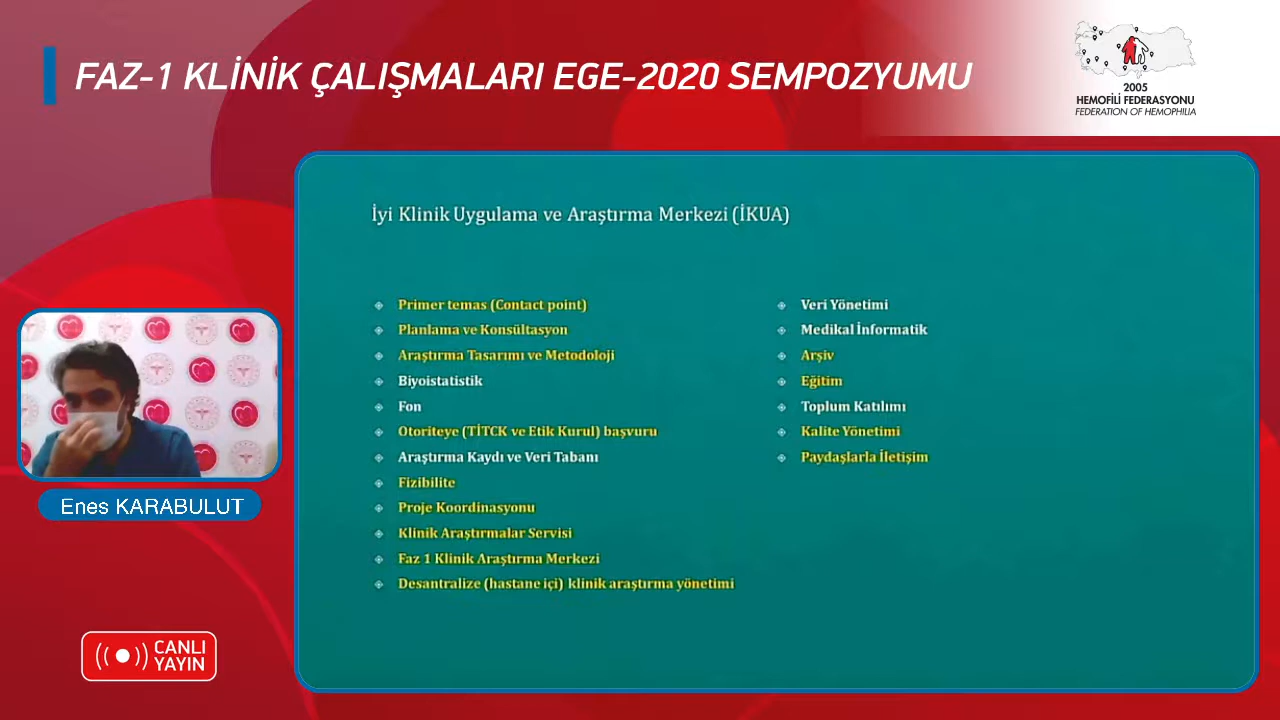 FAZ-1 KLİNİK ÇALIŞMALARI EGE-2020 SEMPOZYUMU
2005
HEMOFİLİ FEDERASYONU
FEDERATION OF HEMOPHILIA
İyi Klinik Uygulama ve Araştırma Merkezi (İKUA)
Primer temas (Contact point)
Planlama ve Konsültasyon
Araştırma Tasarımı ve Metodoloji
Biyoistatistik
Fon
Otoriteye (TİTCK ve Etik Kurul) başvuru
Araştırma Kaydı ve Veri Tabanı
Fizibilite
Proje Koordinasyonu
Klinik Araştırmalar Servisi
Faz 1 Klinik Araştırma Merkezi
Desantralize (hastane içi) klinik araştırma yönetimi
Veri Yönetimi
Medikal İnformatik
Arşiv
Eğitim
Toplum Katılımı
Kalite Yönetimi
Paydaşlarla İletişim
Enes KARABULUT
CANLI
YAYIN